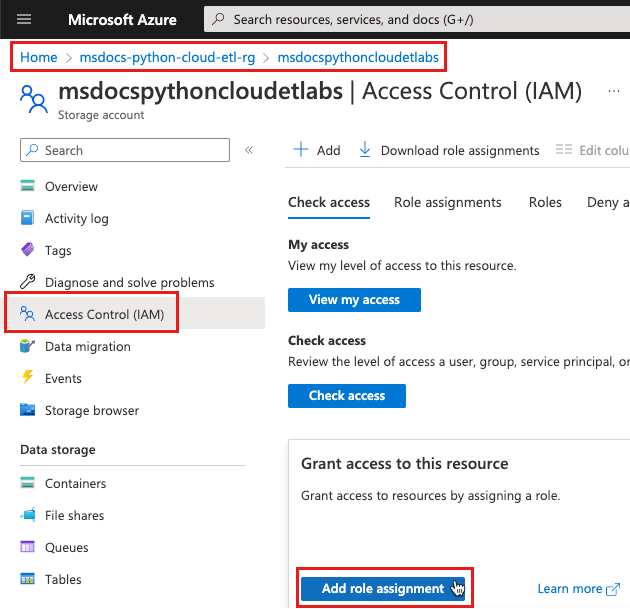 Microsoft Azure
Search resources, services, and docs (G+/)
Home > msdocs-python-cloud-etl-rg > msdocspythoncloudetlabs
msdocspythoncloudetlabs | Access Control (IAM) ...
Storage account
Search
«
Overview
Activity log
Tags
Diagnose and solve problems
Access Control (IAM)
Data migration
Events
Storage browser
Data storage
Containers
File shares
Queues
Tables
+ Add
Download role assignments
Edit colu
Check access
Role assignments
Roles
Deny a
My access
View my level of access to this resource.
View my access
Check access
Review the level of access a user, group, service principal, or
Check access
Grant access to this resource
Grant access to resources by assigning a role.
Add role assignment
Learn more